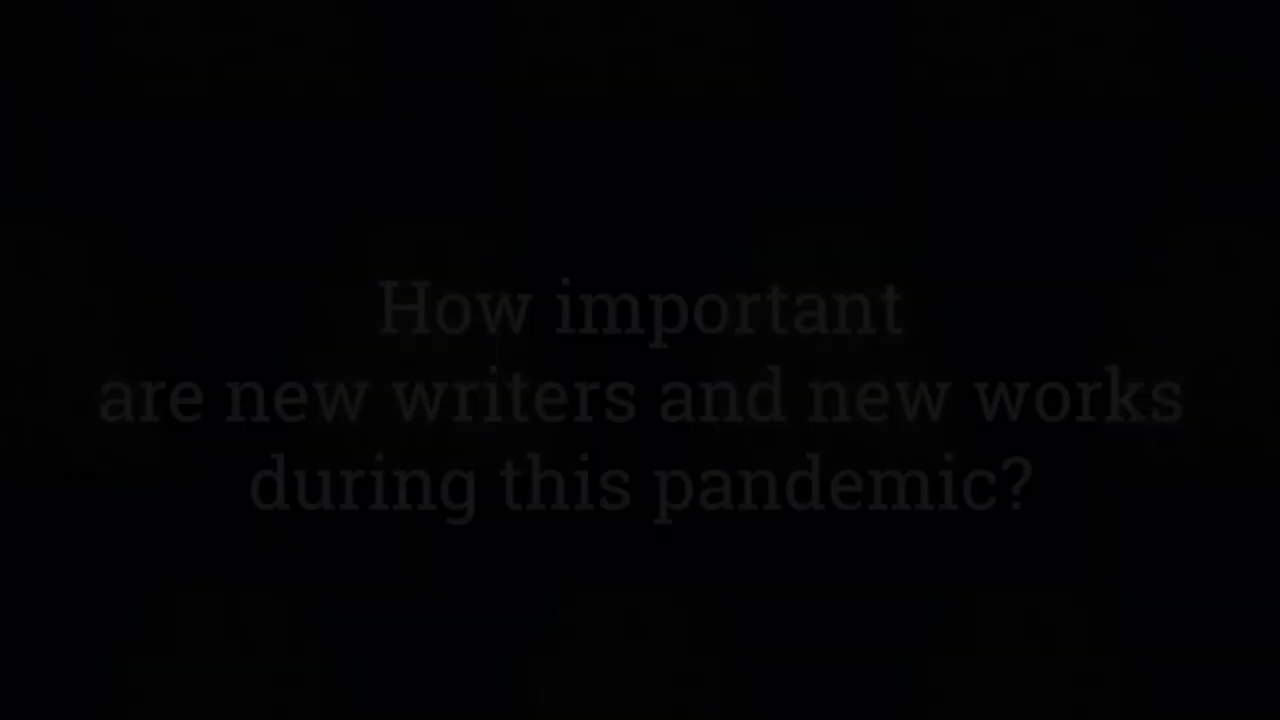 How important
are new writers and new works
during this pandemic?